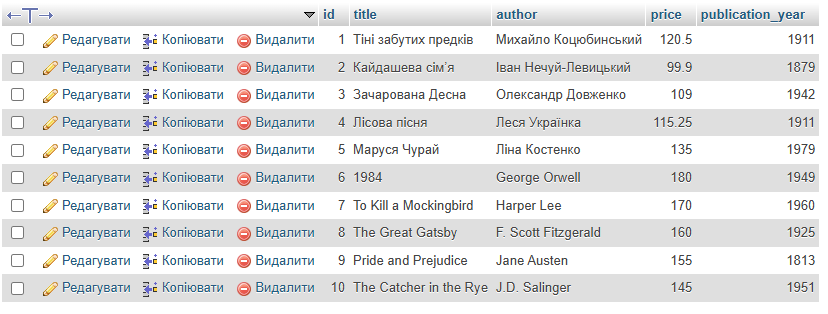 id title author price publication_year
Редагувати Копіювати Видалити 1 Тіні забутих предків Михайло Коцюбинський 120.5 1911
Редагувати Копіювати Видалити 2 Кайдашева сім'я Іван Нечуй-Левицький 99.9 1879
Редагувати Копіювати Видалити 3 Зачарована Десна Олександр Довженко 109 1942
Редагувати Копіювати Видалити 4 Лісова пісня Леся Українка 115.25 1911
Редагувати Копіювати Видалити 5 Маруся Чурай Ліна Костенко 135 1979
Редагувати Копіювати Видалити 6 1984 George Orwell 180 1949
Редагувати Копіювати Видалити 7 To Kill a Mockingbird Harper Lee 170 1960
Редагувати Копіювати Видалити 8 The Great Gatsby F. Scott Fitzgerald 160 1925
Редагувати Копіювати Видалити 9 Pride and Prejudice Jane Austen 155 1813
Редагувати Копіювати Видалити 10 The Catcher in the Rye J.D. Salinger 145 1951